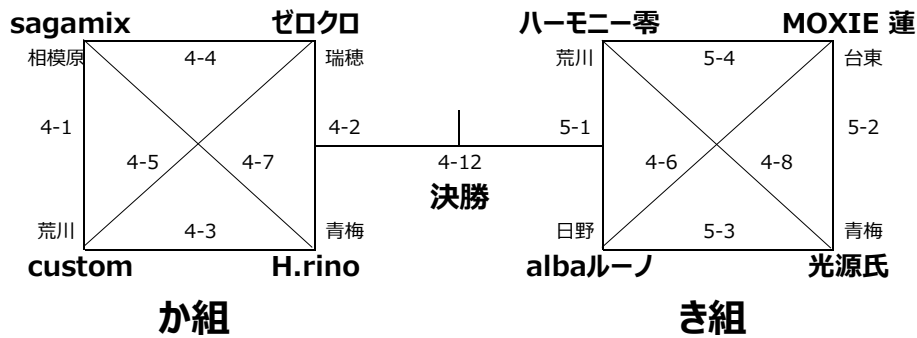 sagamix ゼロクロ ハーモニー零 MOXIE 蓮
相模原 4-4 瑞穂 荒川 5-4 台東
4-1 4-2 5-1 5-2
4-5 4-7 4-12 4-6 4-8
決勝
荒川 4-3 青梅 日野 5-3 青梅
custom H.rino albaルーノ 光源氏
か組 き組